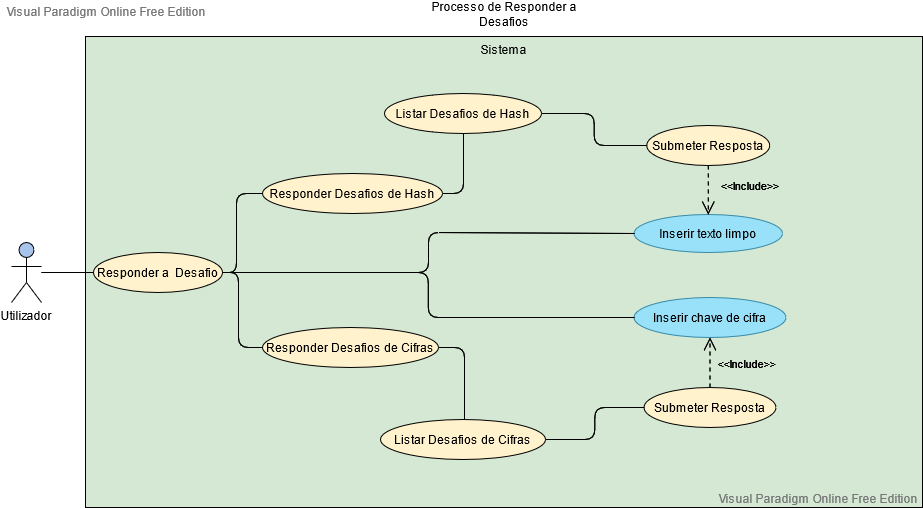 Visual Paradigm Online Free Edition
Processo de Responder a
Desafios
Sistema
Listar Desafios de Hash
Submeter Resposta
<<Include>>
Responder Desafios de Hash
Inserir texto limpo
Responder a  Desafio
Utilizador
Inserir chave de cifra
Responder Desafios de Cifras
<<Include>>
Submeter Resposta
Listar Desafios de Cifras
Visual Paradigm Online Free Edition